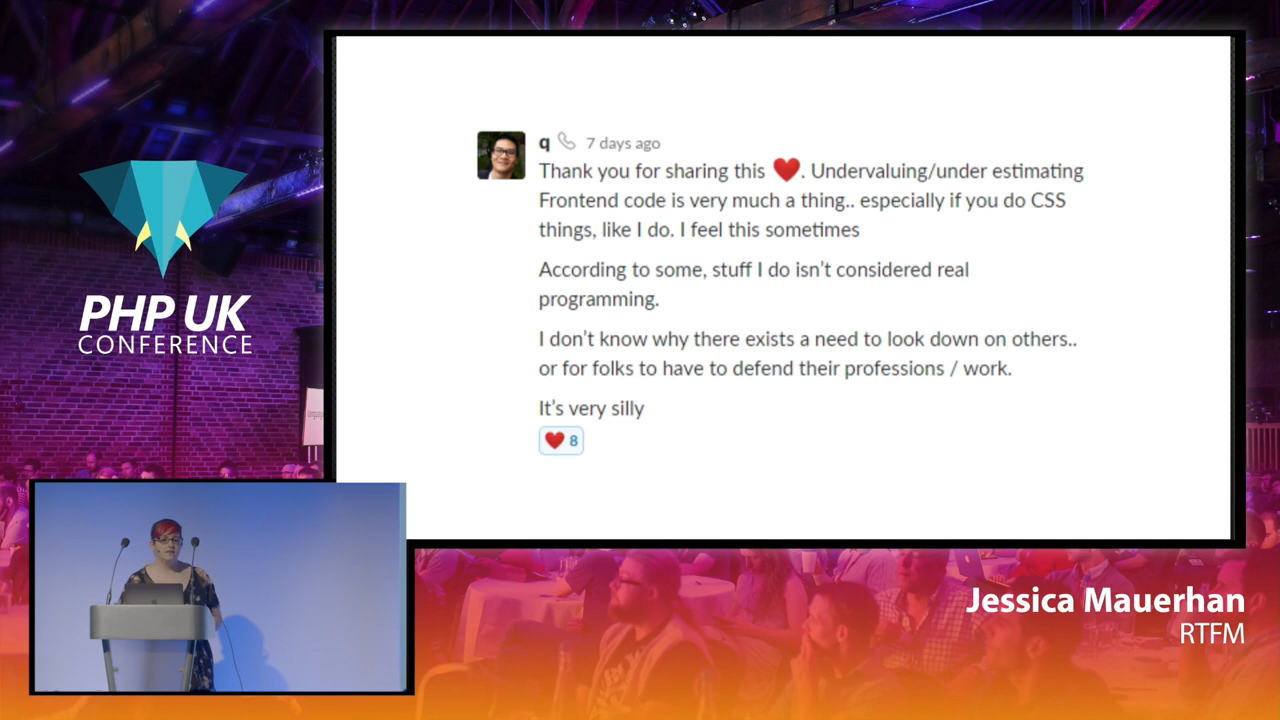 PHP UK
CONFERENCE
q 7 days ago
Thank you for sharing this ❤️. Undervaluing/under estimating
Frontend code is very much a thing.. especially if you do CSS
things, like I do. I feel this sometimes
According to some, stuff I do isn't considered real
programming.
I don't know why there exists a need to look down on others..
or for folks to have to defend their professions / work.
It's very silly
❤️ 8
Jessica Mauerhan
RTFM